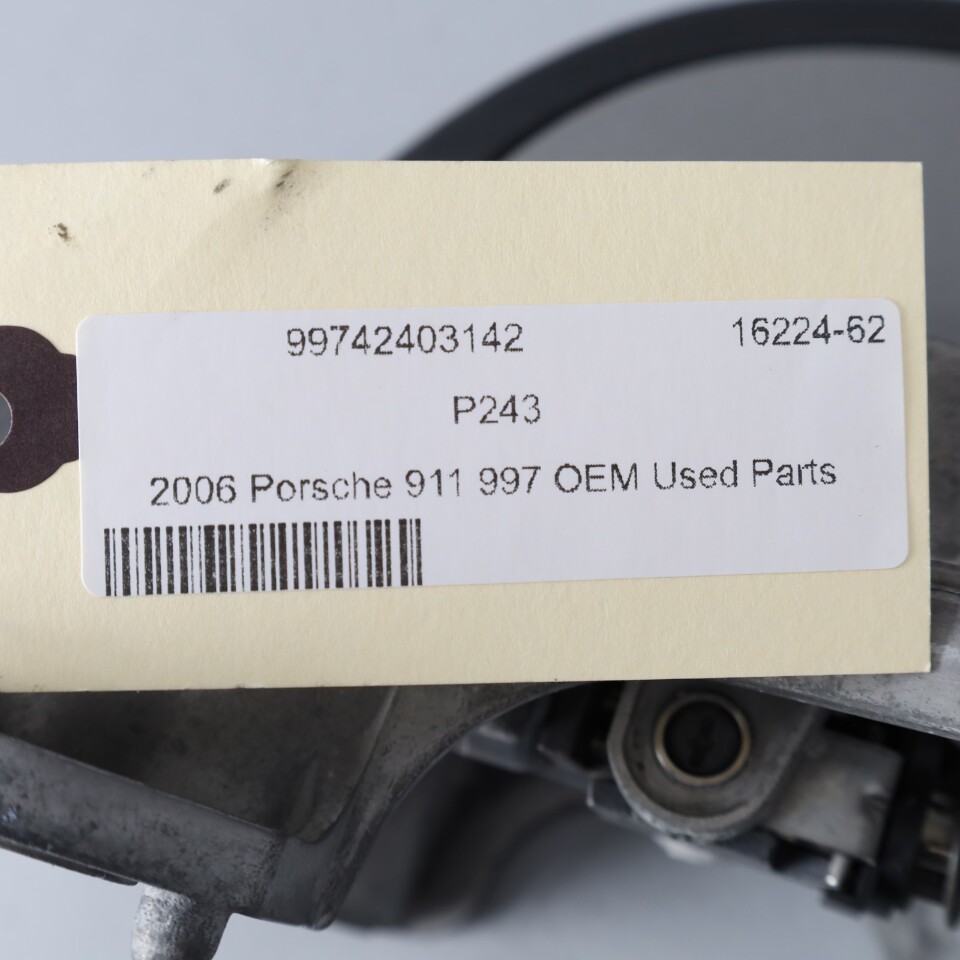 99742403142 16224-62
P243
2006 Porsche 911 997 OEM Used Parts